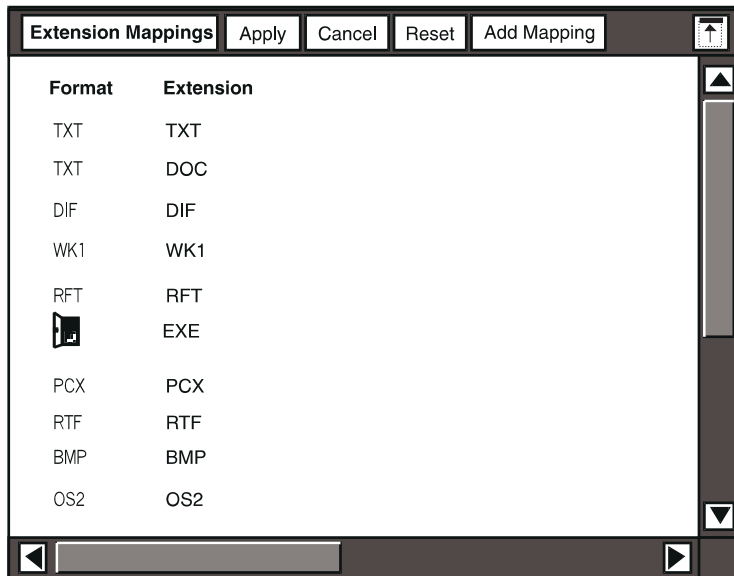 Extension Mappings Apply Cancel Reset Add Mapping
Format Extension
TXT TXT
TXT DOC
DIF DIF
WK1 WK1
RFT RFT
EXE
PCX PCX
RTF RTF
BMP BMP
OS2 OS2